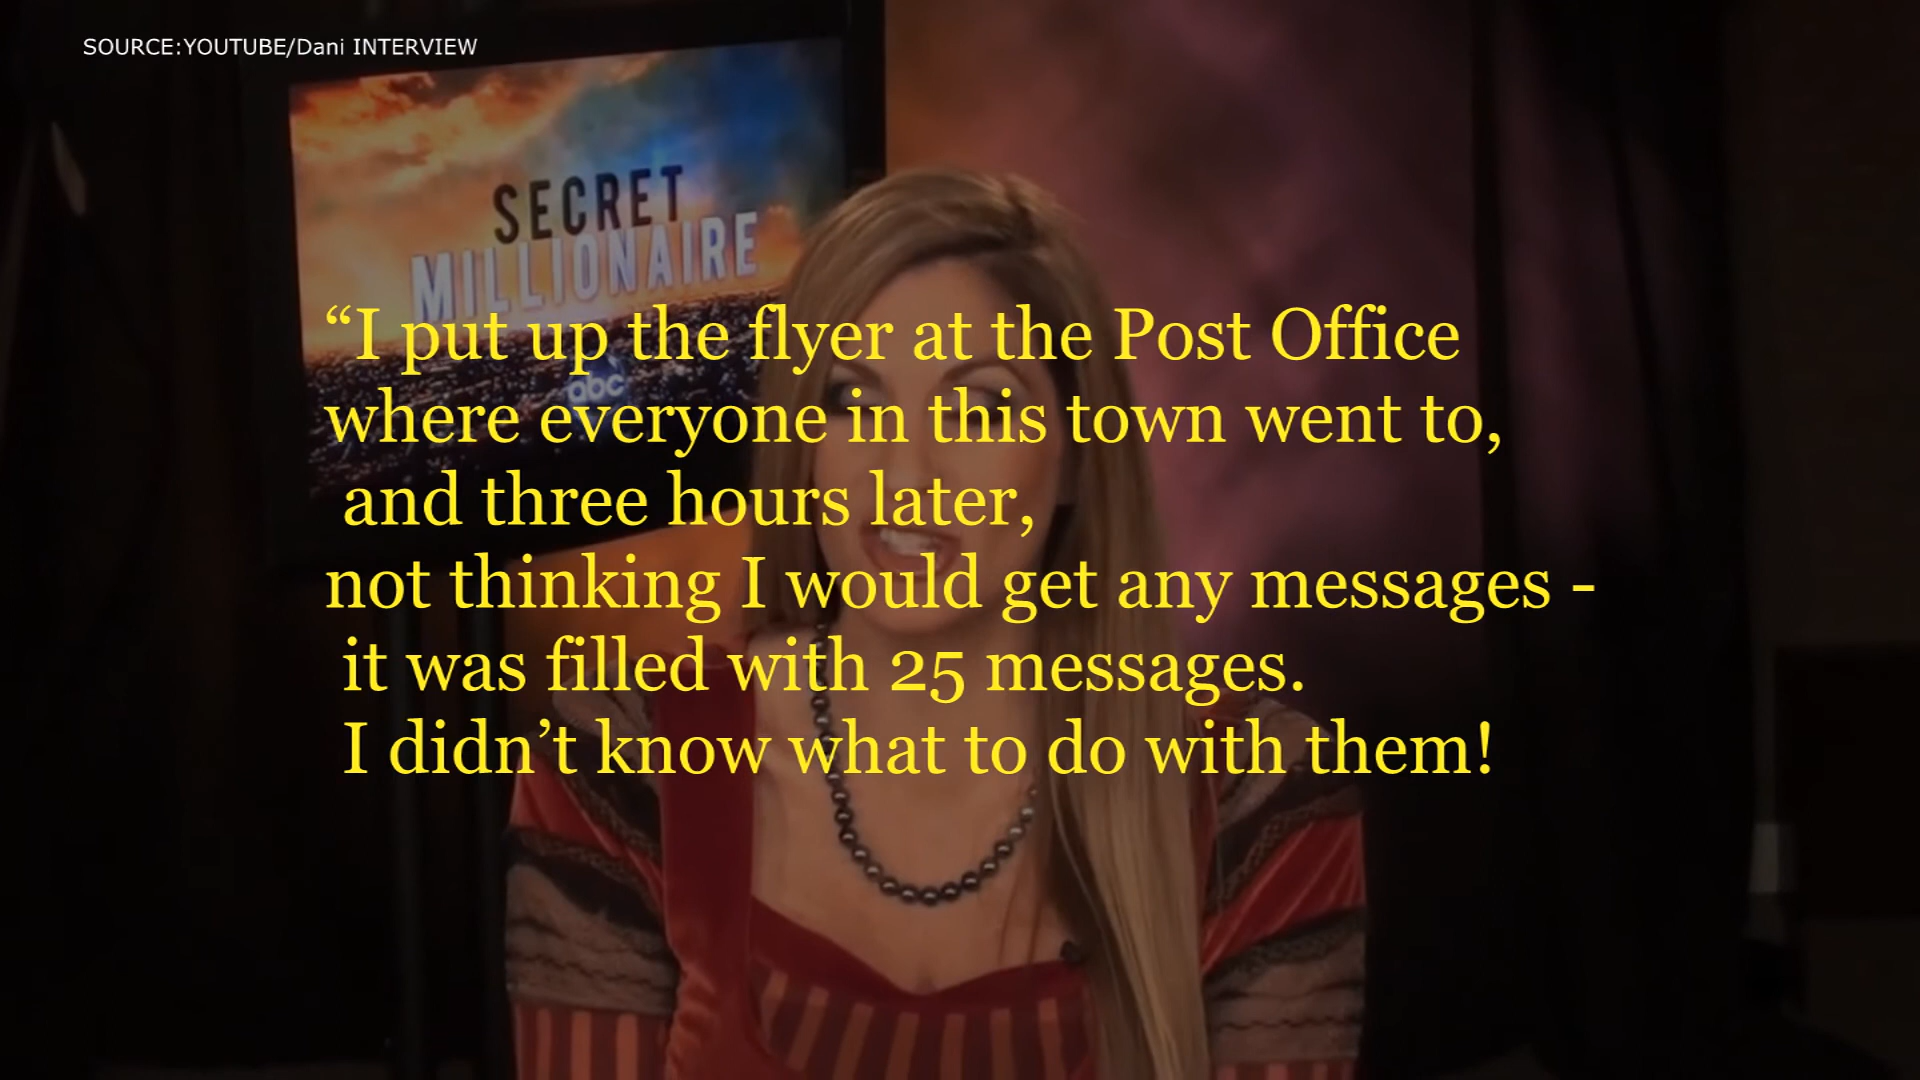 SOURCE:YOUTUBE/Dani INTERVIEW
SECRET
MILLIONAIRE
abc
“I put up the flyer at the Post Office
where everyone in this town went to,
and three hours later,
not thinking I would get any messages -
it was filled with 25 messages.
I didn’t know what to do with them!